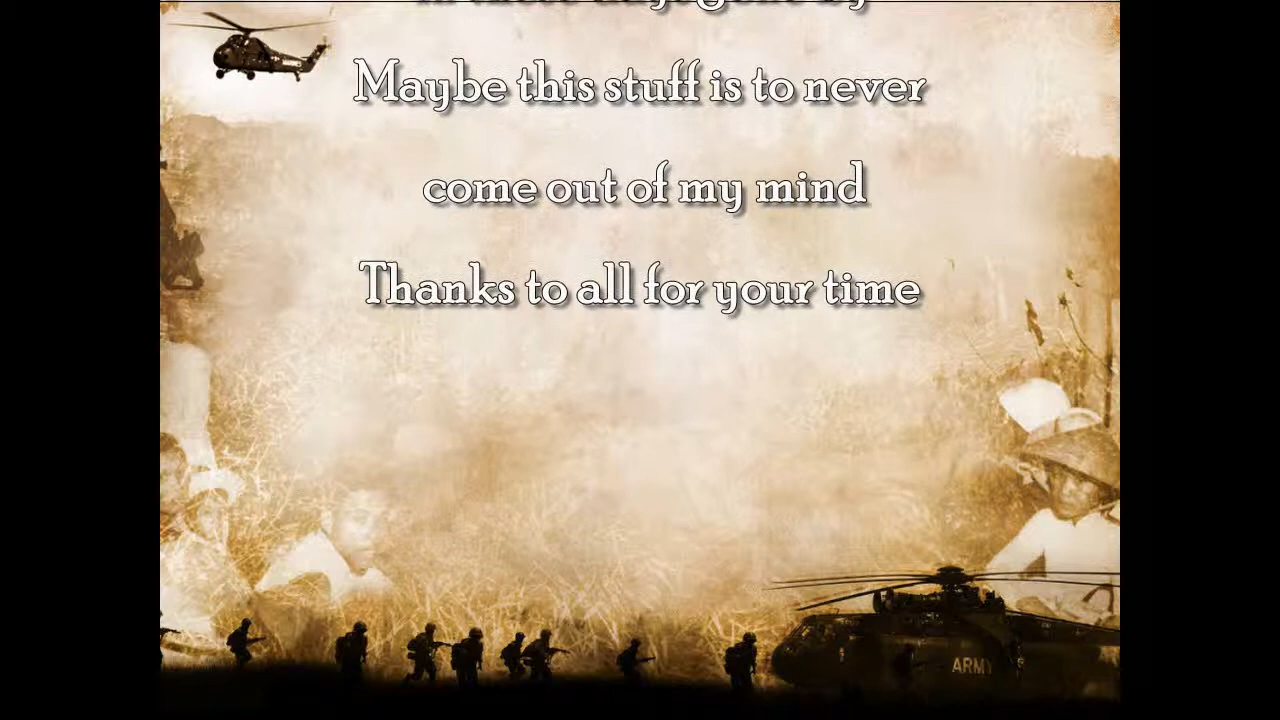 Maybe this stuff is to never
come out of my mind
Thanks to all for your time
ARMY